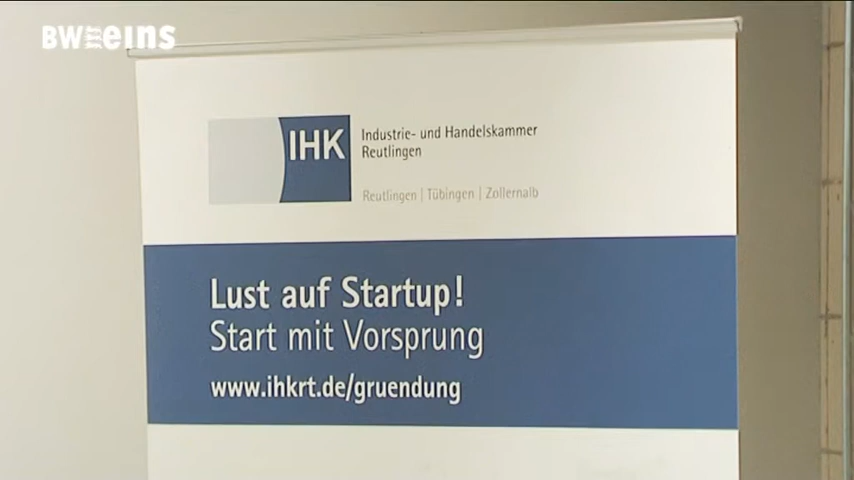 BW eins
IHK
Industrie- und Handelskammer
Reutlingen
Reutlingen | Tübingen | Zollernalb
Lust auf Startup!
Start mit Vorsprung
www.ihkrt.de/gruendung